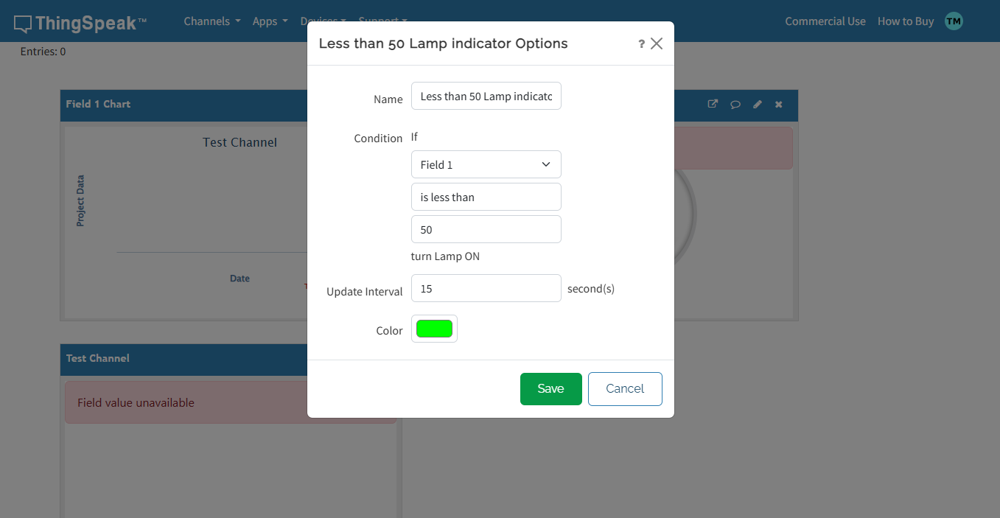 ThingSpeak™
Channels Apps Devices Support
Commercial Use How to Buy TM
Entries: 0
Less than 50 Lamp indicator Options
?
Name Less than 50 Lamp indicato
Condition If
Field 1
is less than
50
turn Lamp ON
Update Interval 15 second(s)
Color
Save Cancel
Field 1 Chart
Test Channel
Project Data
Date
Test Channel
Field value unavailable